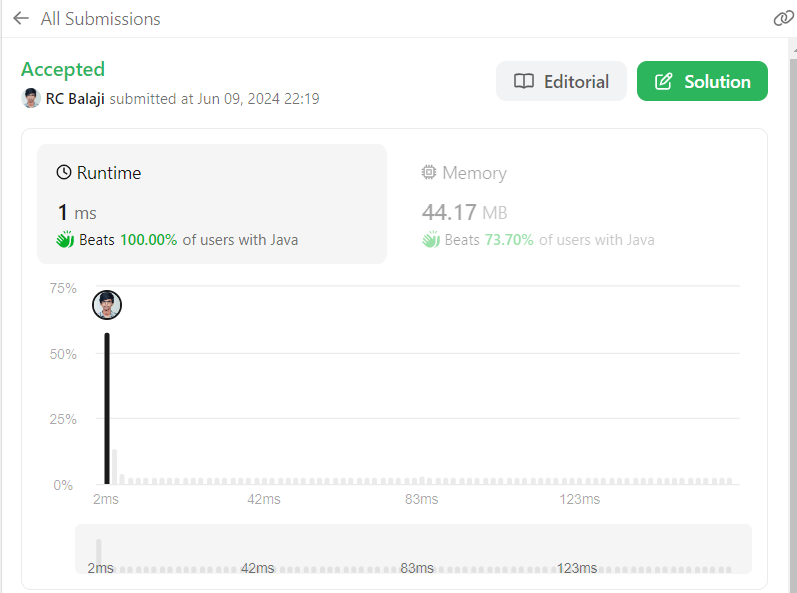 All Submissions
Accepted
RC Balaji submitted at Jun 09, 2024 22:19
Editorial
Solution
Runtime
1 ms
Beats 100.00% of users with Java
Memory
44.17 MB
Beats 73.70% of users with Java
75%
50%
25%
0%
2ms 42ms 83ms 123ms
2ms 42ms 83ms 123ms